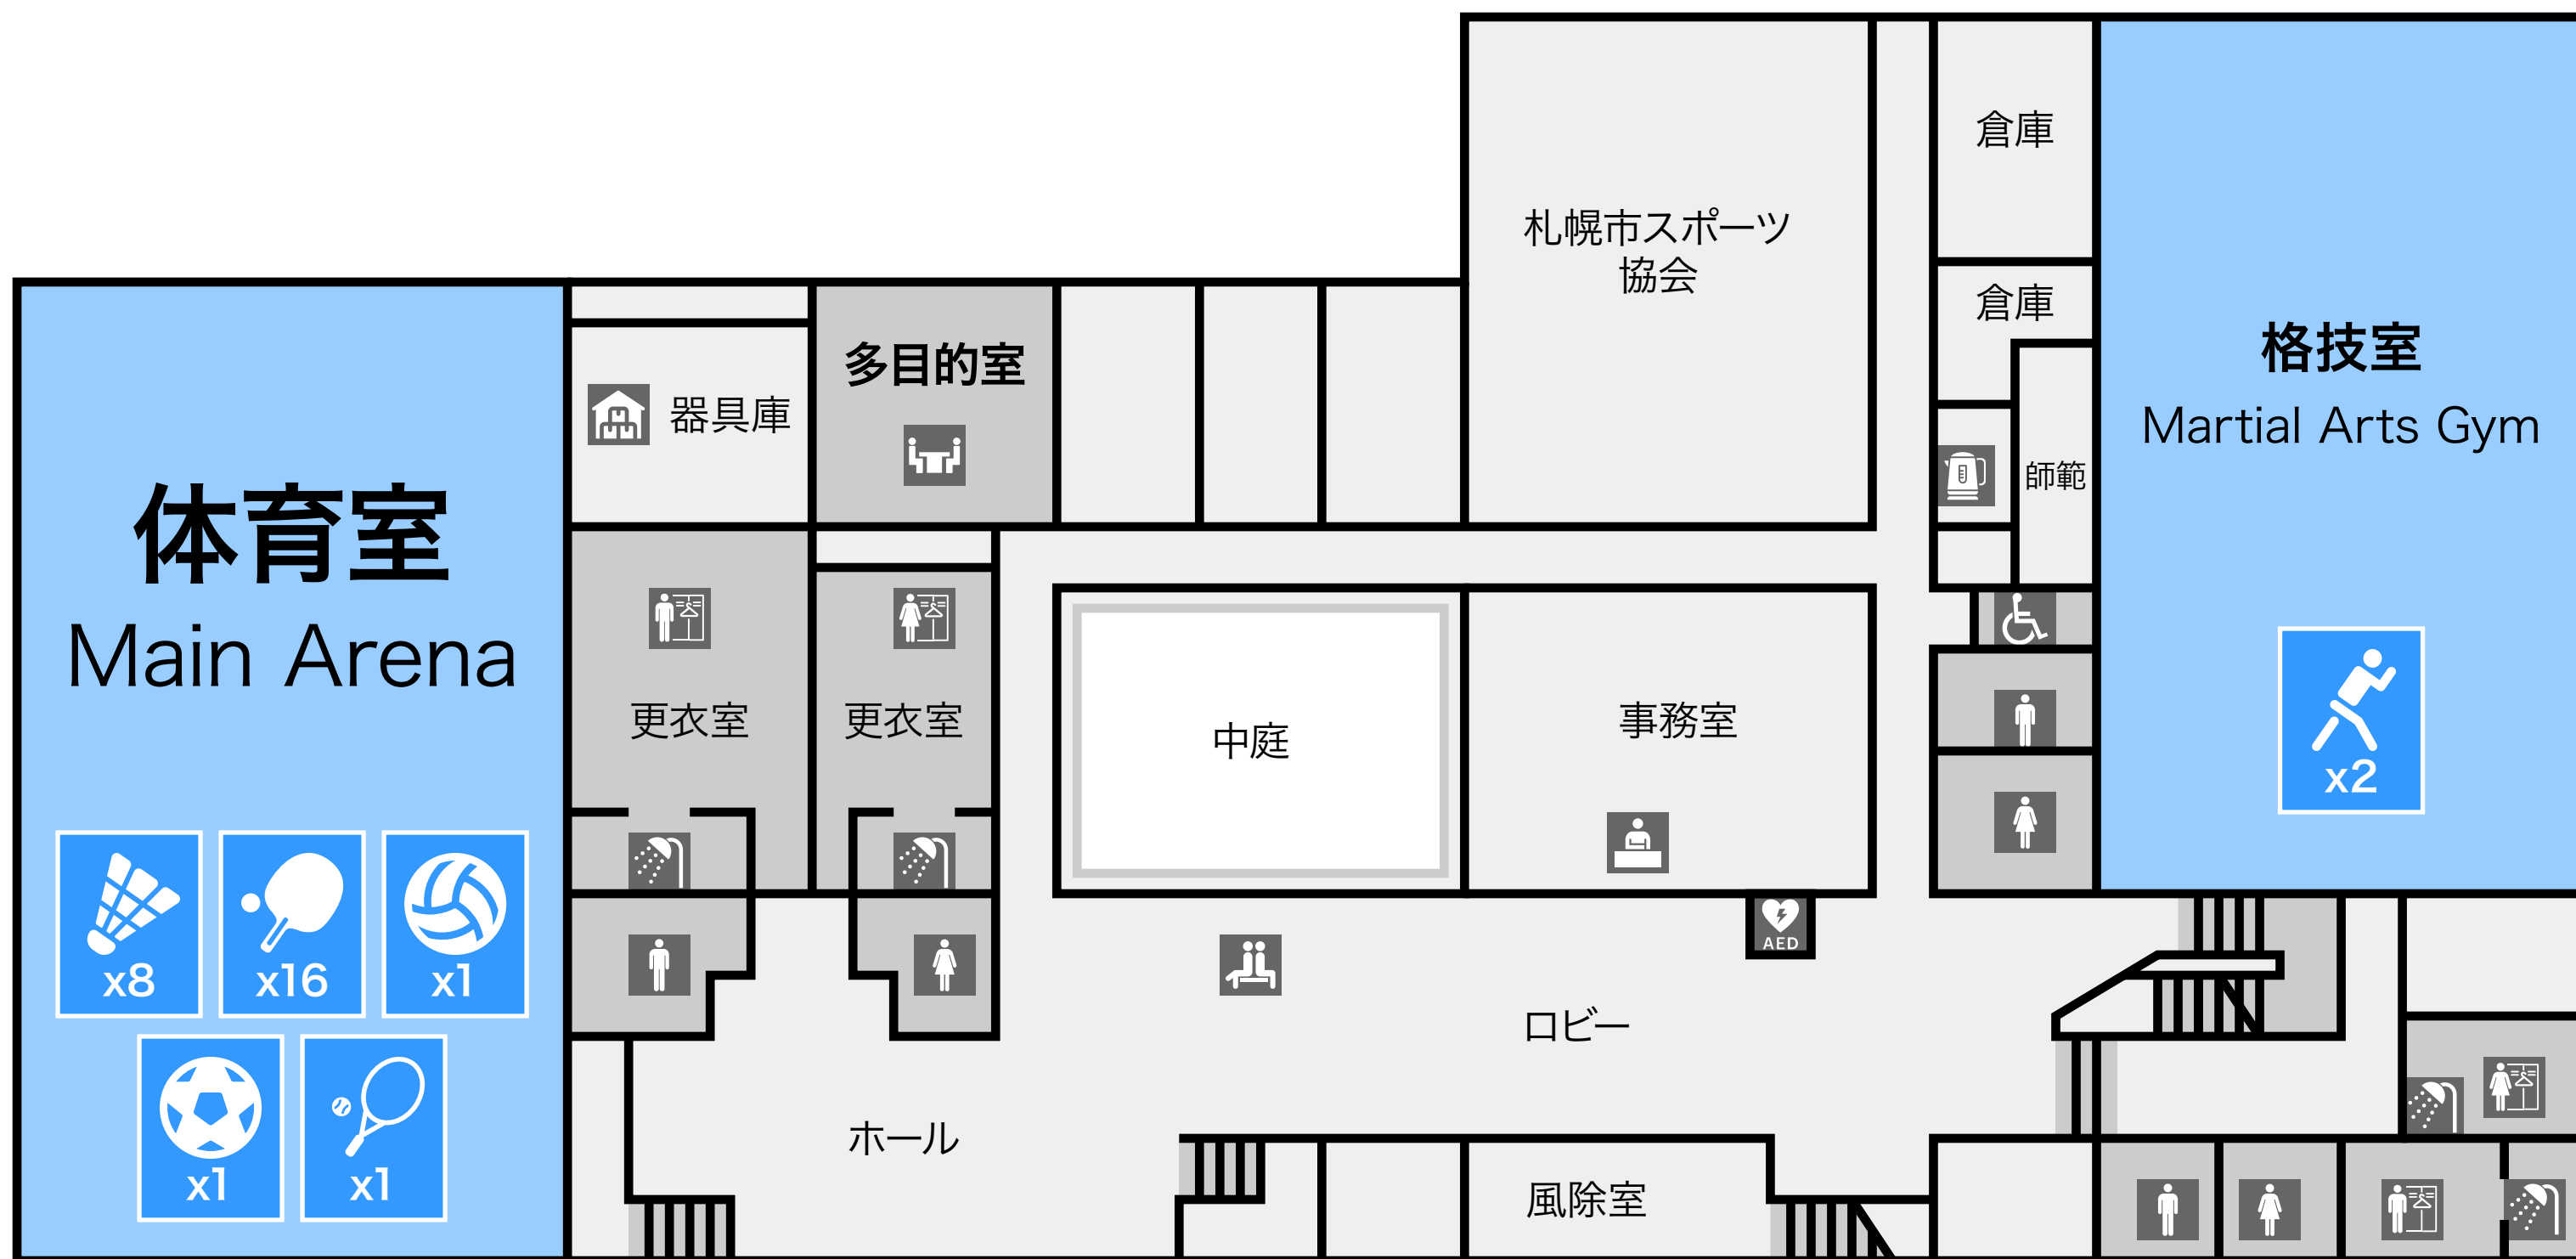 札幌市スポーツ
協会
倉庫
倉庫
師範
格技室
Martial Arts Gym
x2
器具庫
多目的室
体育室
Main Arena
x8
x16
x1
x1
x1
更衣室
更衣室
中庭
事務室
AED
ロビー
ホール
風除室